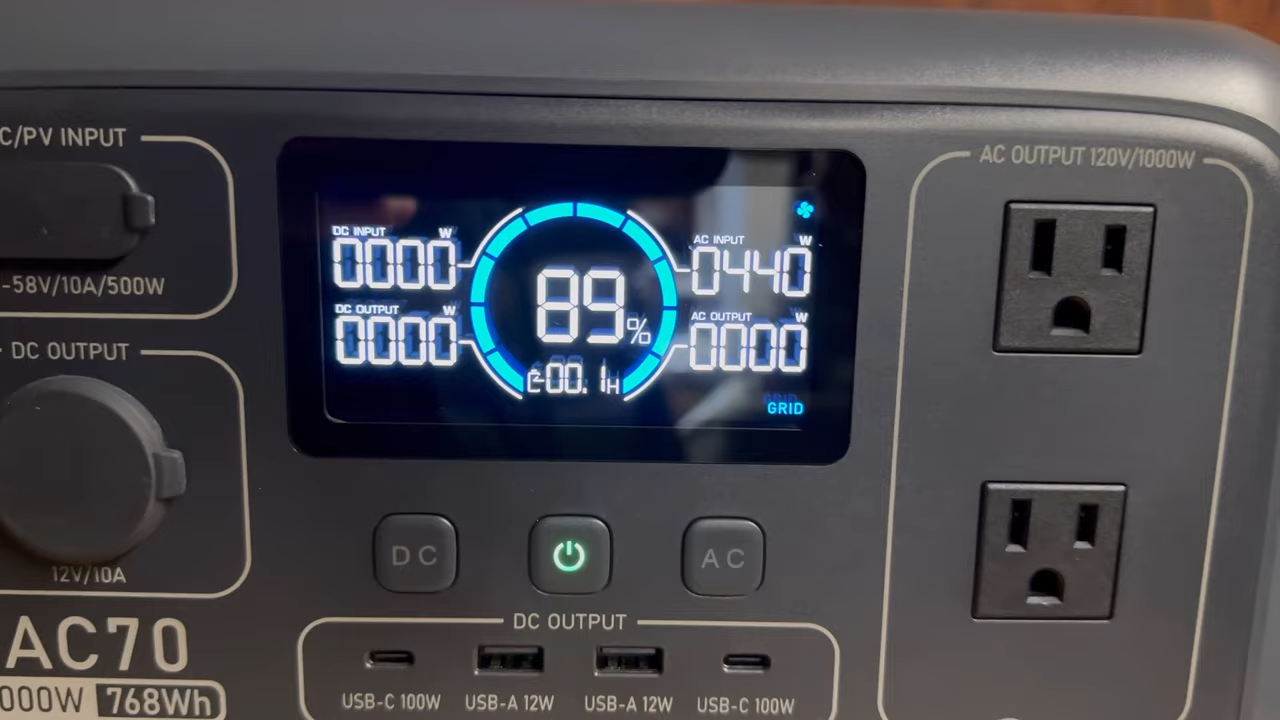 C/PV INPUT
-58V/10A/500W
DC OUTPUT
12V/10A
AC70
000W 768Wh
DC INPUT W
0000
DC OUTPUT W
0000
89%
-00.1H
AC INPUT W
0440
AC OUTPUT W
0000
GRID
DC
AC
DC OUTPUT
USB-C 100W
USB-A 12W
USB-A 12W
USB-C 100W
AC OUTPUT 120V/1000W